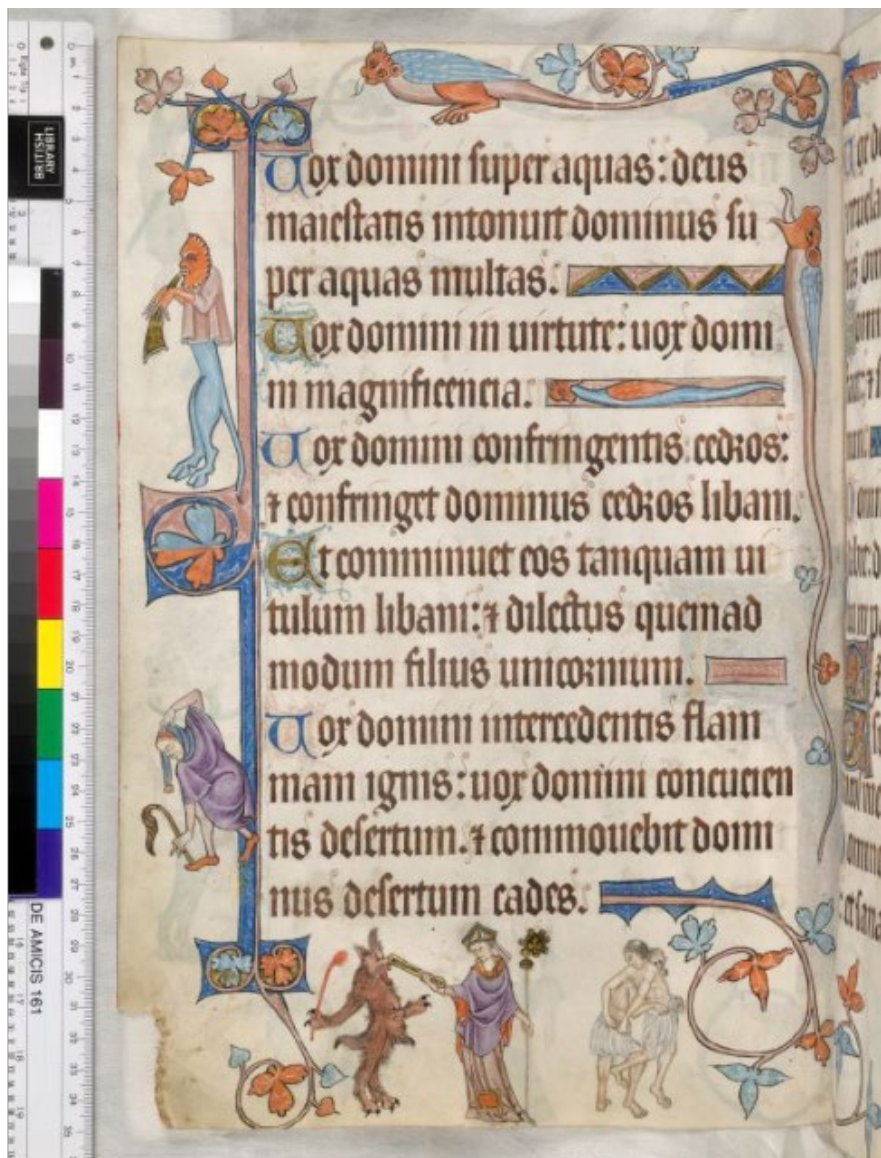 Uox domini super aquas: deus
maiestatis intonuit dominus su
per aquas multas.
Uox domini in uirtute: uox domi
ni magnificencia.
Uox domini confringentis cedros:
⁊ confringet dominus cedros libani.
Et comminuet eos tanquam ui
tulum libani: ⁊ dilectus quemad
modum filius unicornium.
Uox domini intercedentis flam
mam ignis: uox domini concucien
tis desertum. ⁊ commouebit domi
nus desertum cades.
BRITISH
LIBRARY
DE AMICIS 161